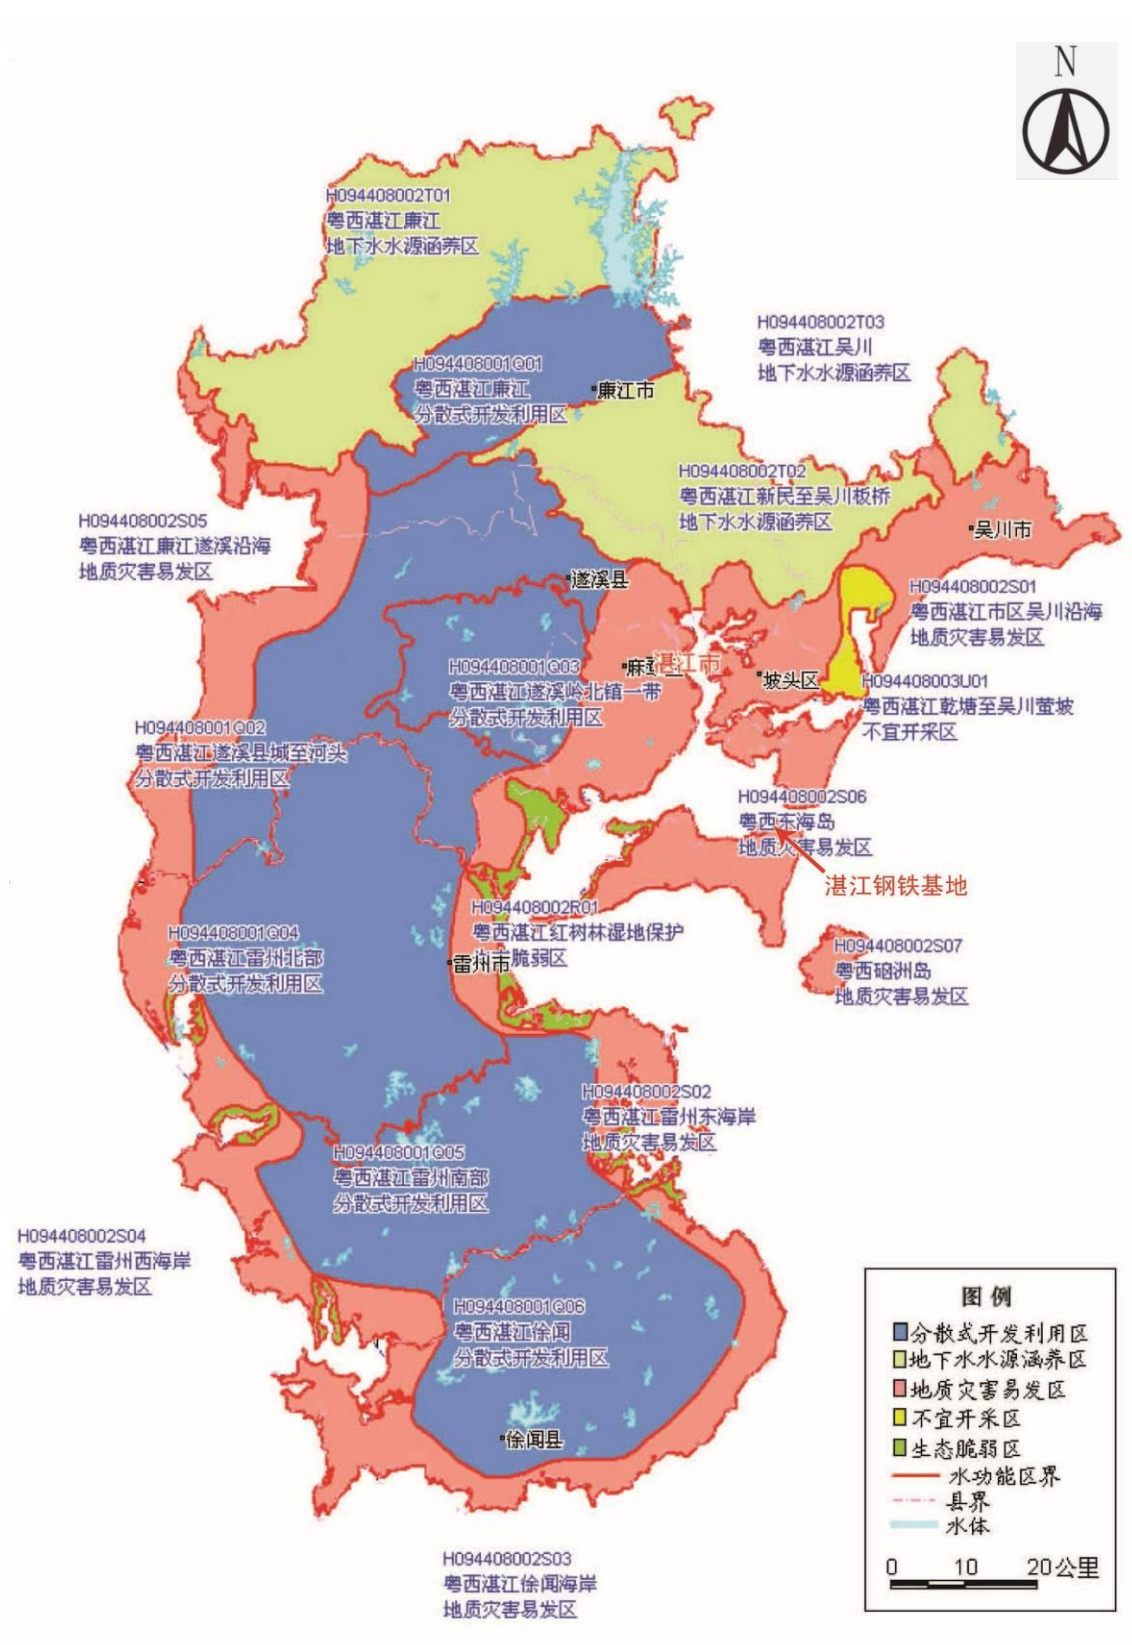 N
H094408002T01
粤西湛江廉江
地下水水源涵养区
H094408002T03
粤西湛江吴川
地下水水源涵养区
H094408001Q01
粤西湛江廉江
分散式开发利用区
廉江市
H094408002T02
粤西湛江新民至吴川板桥
地下水水源涵养区
吴川市
H094408002S05
粤西湛江廉江遂溪沿海
地质灾害易发区
遂溪县
H094408002S01
粤西湛江市区吴川沿海
地质灾害易发区
H094408001Q03
粤西湛江遂溪岭北镇一带
分散式开发利用区
湛江市
坡头区
H094408003U01
粤西湛江乾塘至吴川萱坡
不宜开采区
H094408001Q02
粤西湛江遂溪县城至河头
分散式开发利用区
H094408002S06
粤西东海岛
地质灾害易发区
湛江钢铁基地
H094408002R01
粤西湛江红树林湿地保护
脆弱区
H094408001Q04
粤西湛江雷州北部
分散式开发利用区
雷州市
H094408002S07
粤西硇洲岛
地质灾害易发区
H094408002S02
粤西湛江雷州东海岸
地质灾害易发区
H094408001Q05
粤西湛江雷州南部
分散式开发利用区
H094408002S04
粤西湛江雷州西海岸
地质灾害易发区
H094408001Q06
粤西湛江徐闻
分散式开发利用区
徐闻县
H094408002S03
粤西湛江徐闻海岸
地质灾害易发区
图例
分散式开发利用区
地下水水源涵养区
地质灾害易发区
不宜开采区
生态脆弱区
水功能区界
县界
水体
0 10 20公里